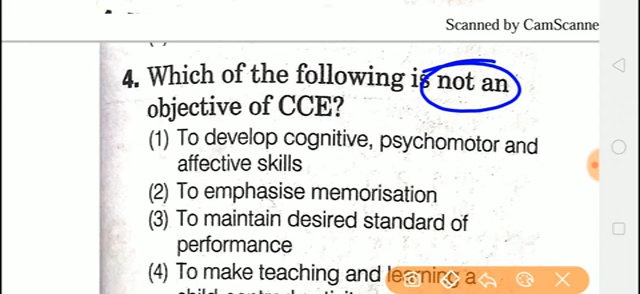 Scanned by CamScanne
4. Which of the following is not an
objective of CCE?
(1) To develop cognitive, psychomotor and
affective skills
(2) To emphasise memorisation
(3) To maintain desired standard of
performance
(4) To make teaching and learning a